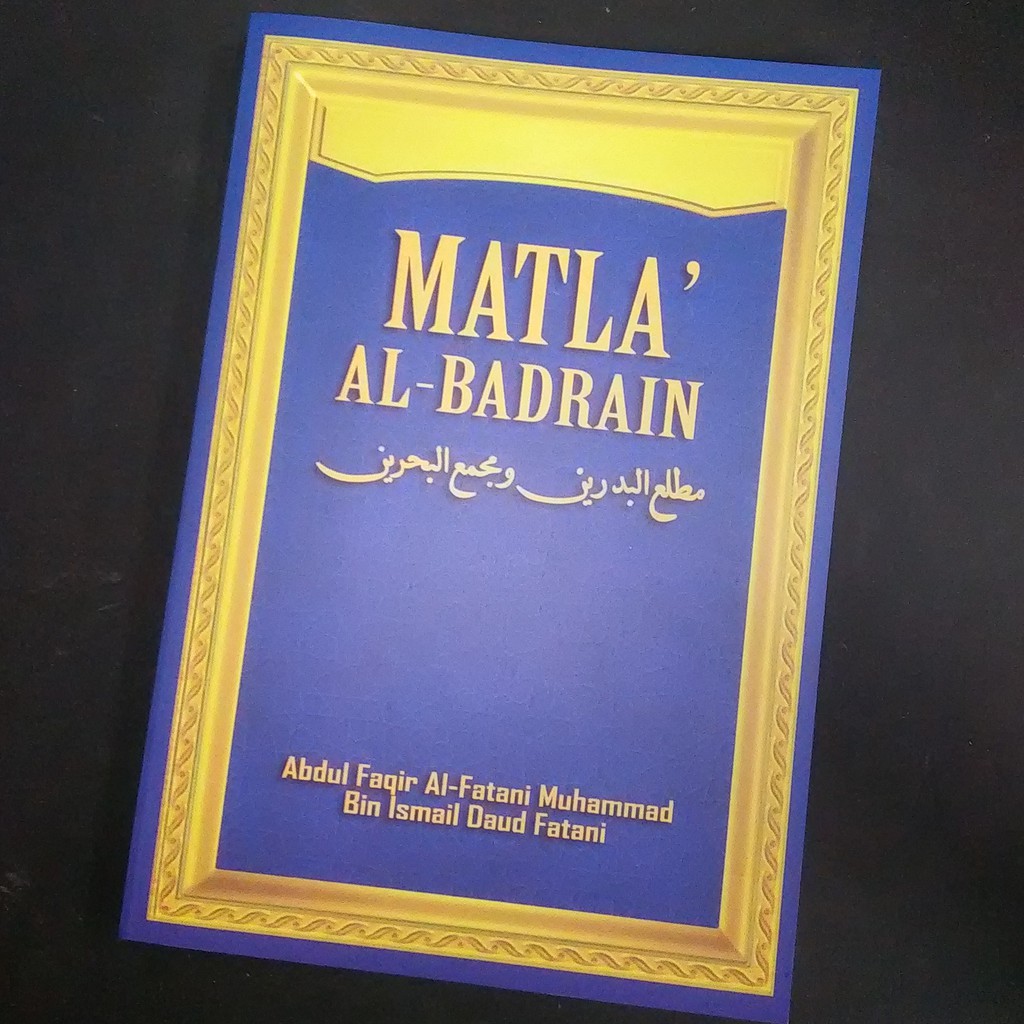 MATLA'
AL-BADRAIN
مطلع البدرين ومجمع البحرين
Abdul Faqir Al-Fatani Muhammad
Bin Ismail Daud Fatani